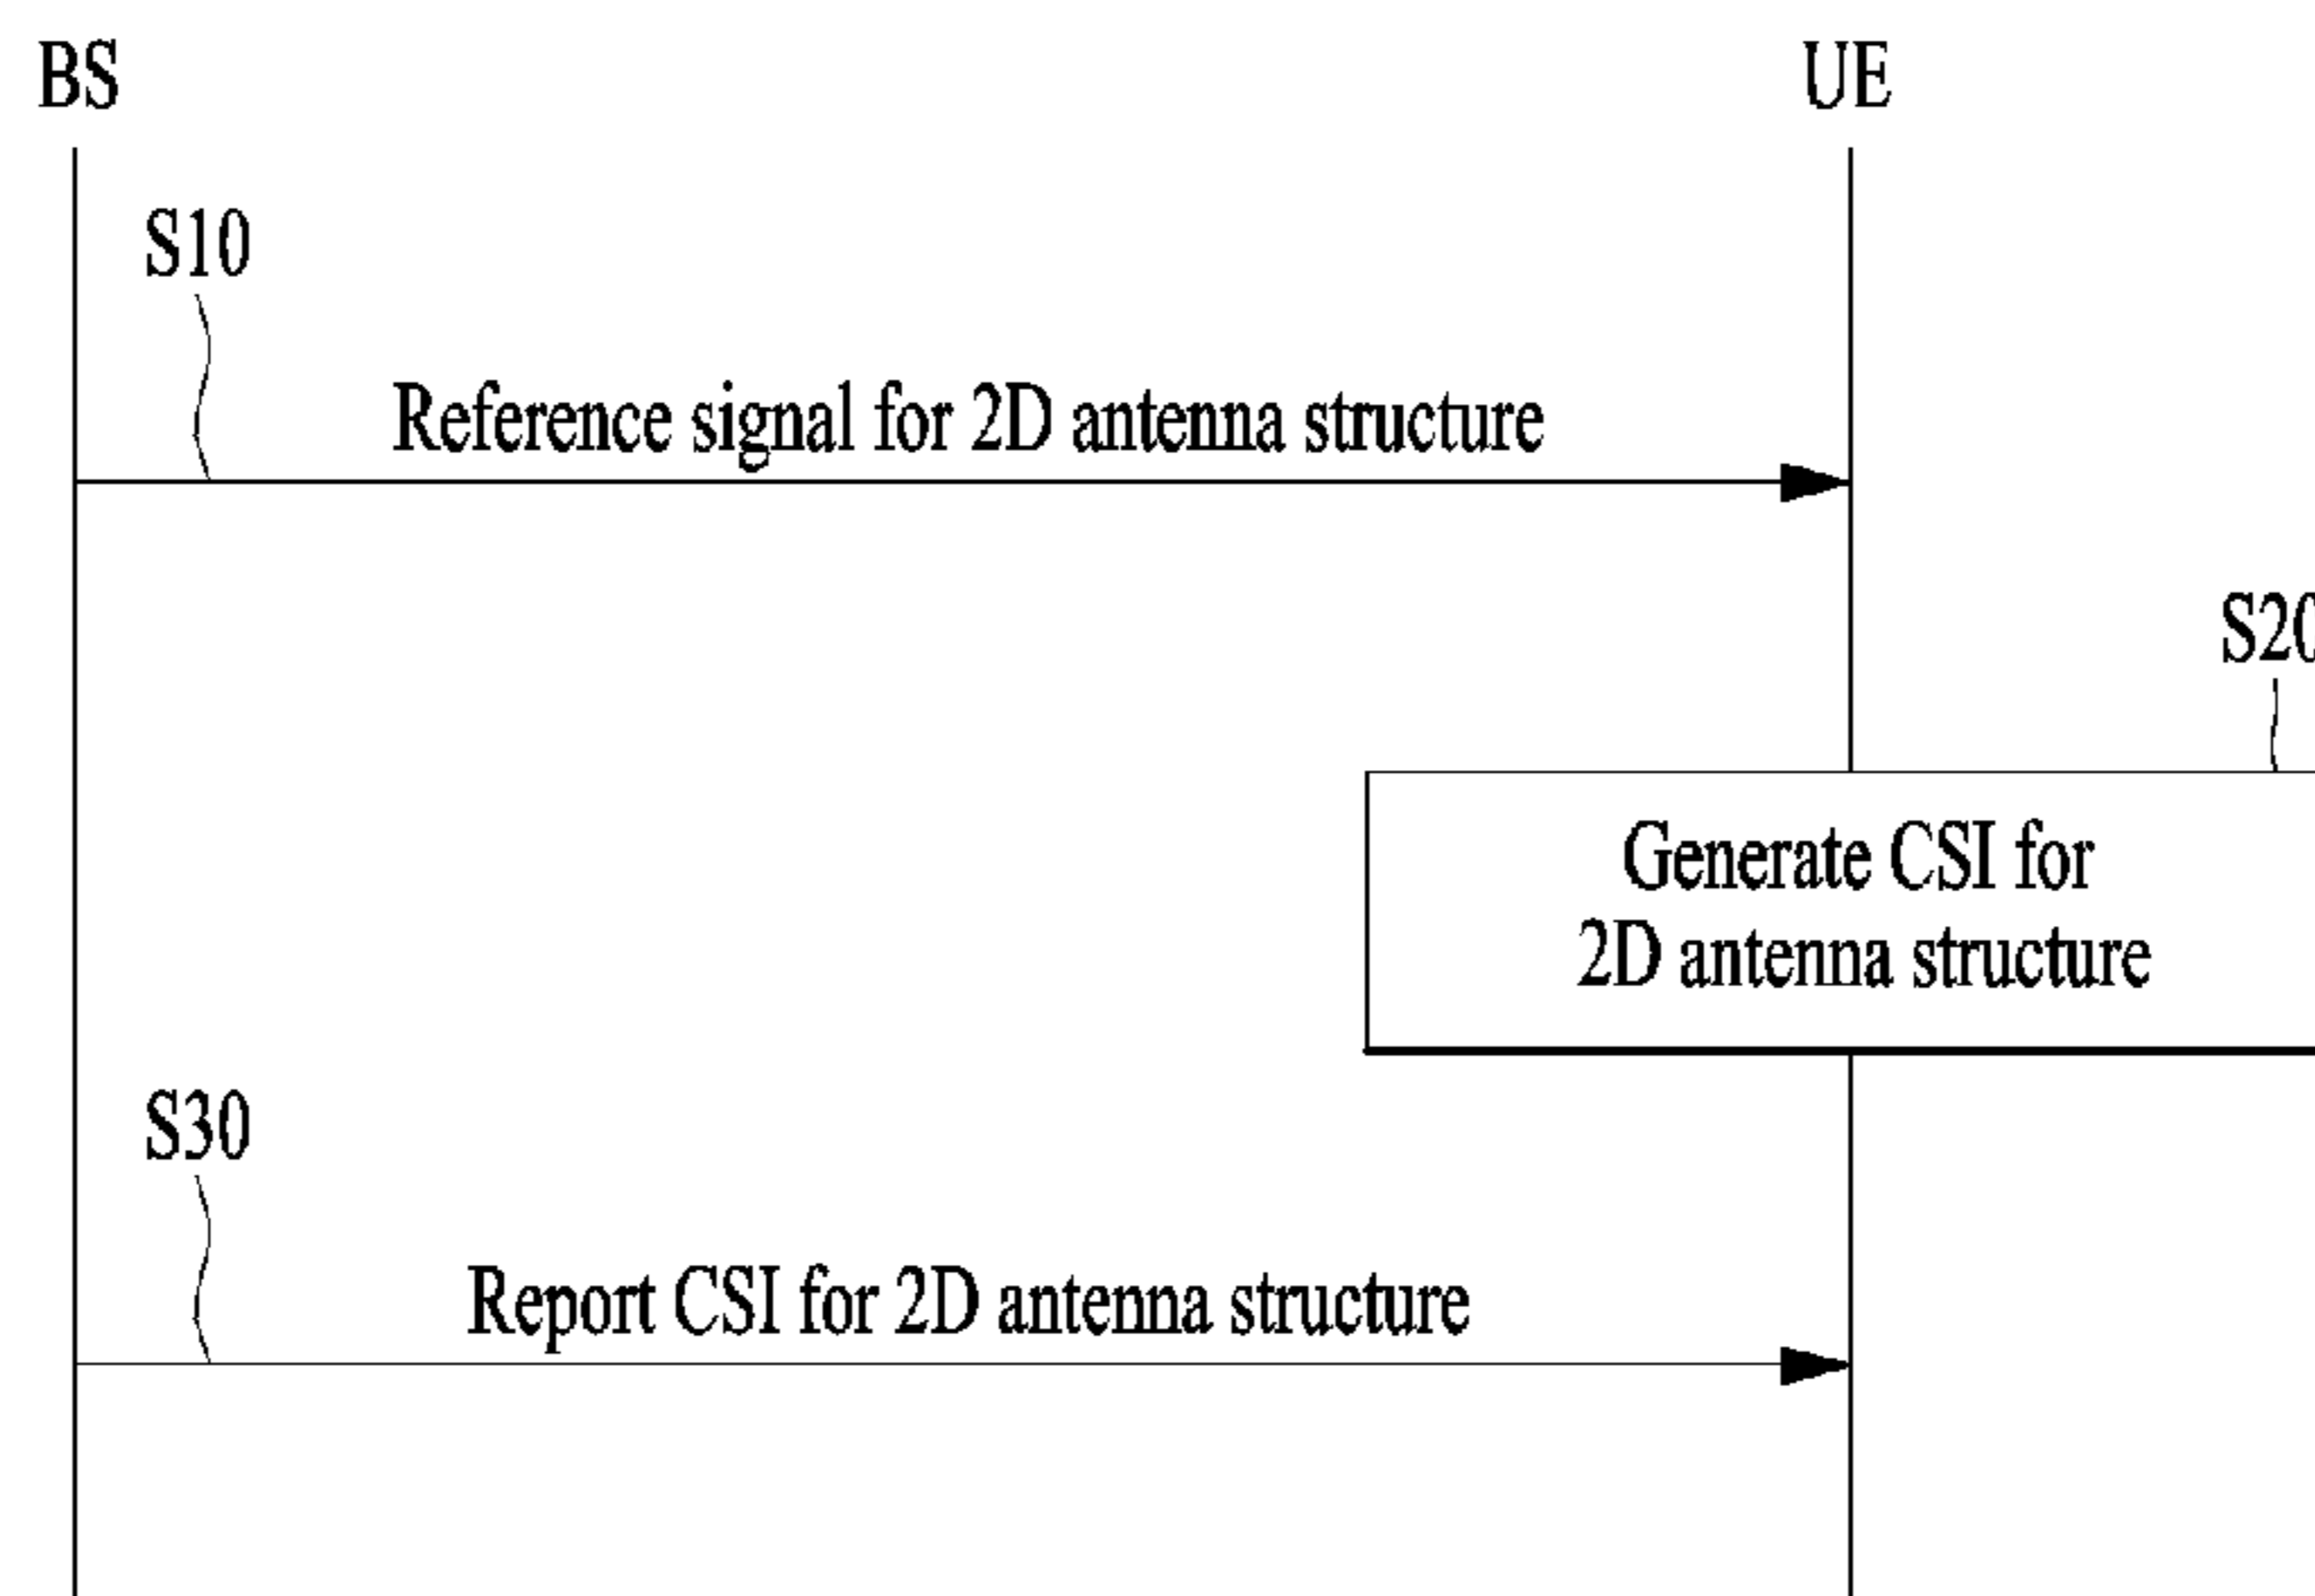 BS
UE
S10
Reference signal for 2D antenna structure
S20
Generate CSI for
2D antenna structure
S30
Report CSI for 2D antenna structure